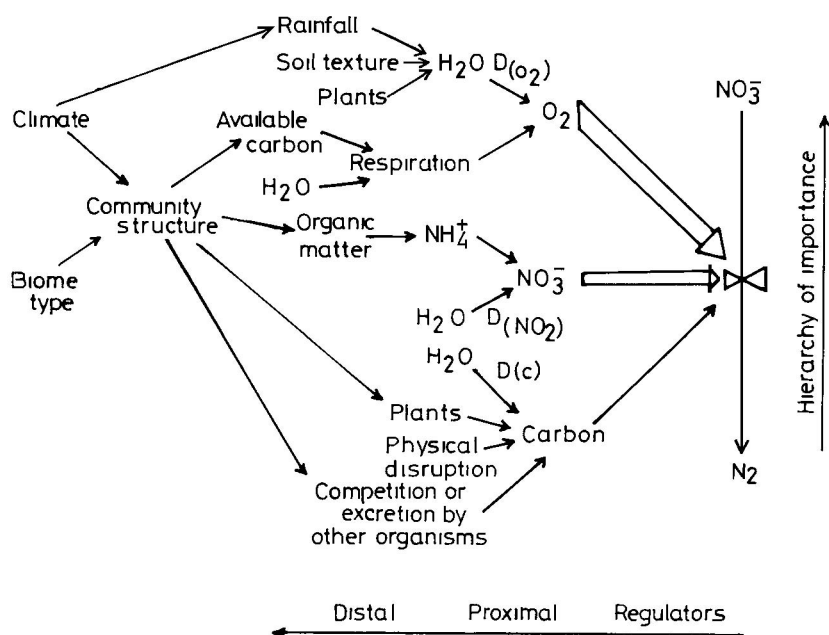 Rainfall
Soil texture
Plants
H₂O D(O₂)
O₂
NO₃⁻
Climate
Available
carbon
Respiration
H₂O
Community
structure
Organic
matter
NH₄⁺
NO₃⁻
Biome
type
H₂O D(NO₂)
H₂O D(c)
Plants
Carbon
Physical
disruption
N₂
Competition or
excretion by
other organisms
Hierarchy of importance
Distal Proximal Regulators